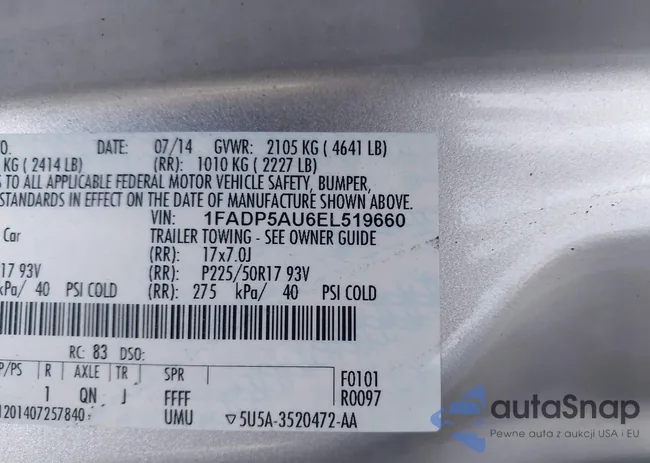 O. DATE: 07/14 GVWR: 2105 KG ( 4641 LB)
KG ( 2414 LB) (RR): 1010 KG ( 2227 LB)
S TO ALL APPLICABLE FEDERAL MOTOR VEHICLE SAFETY, BUMPER,
STANDARDS IN EFFECT ON THE DATE OF MANUFACTURE SHOWN ABOVE.
VIN: 1FADP5AU6EL519660
Car TRAILER TOWING - SEE OWNER GUIDE
(RR): 17x7.0J
17 93V (RR): P225/50R17 93V
kPa/ 40 PSI COLD (RR): 275 kPa/ 40 PSI COLD
RC: 83 DSO:
P/PS R AXLE TR SPR F0101
1 QN J FFFF R0097
1201407257840 UMU ▽5U5A-3520472-AA
autaSnap
Pewne auta z aukcji USA i EU